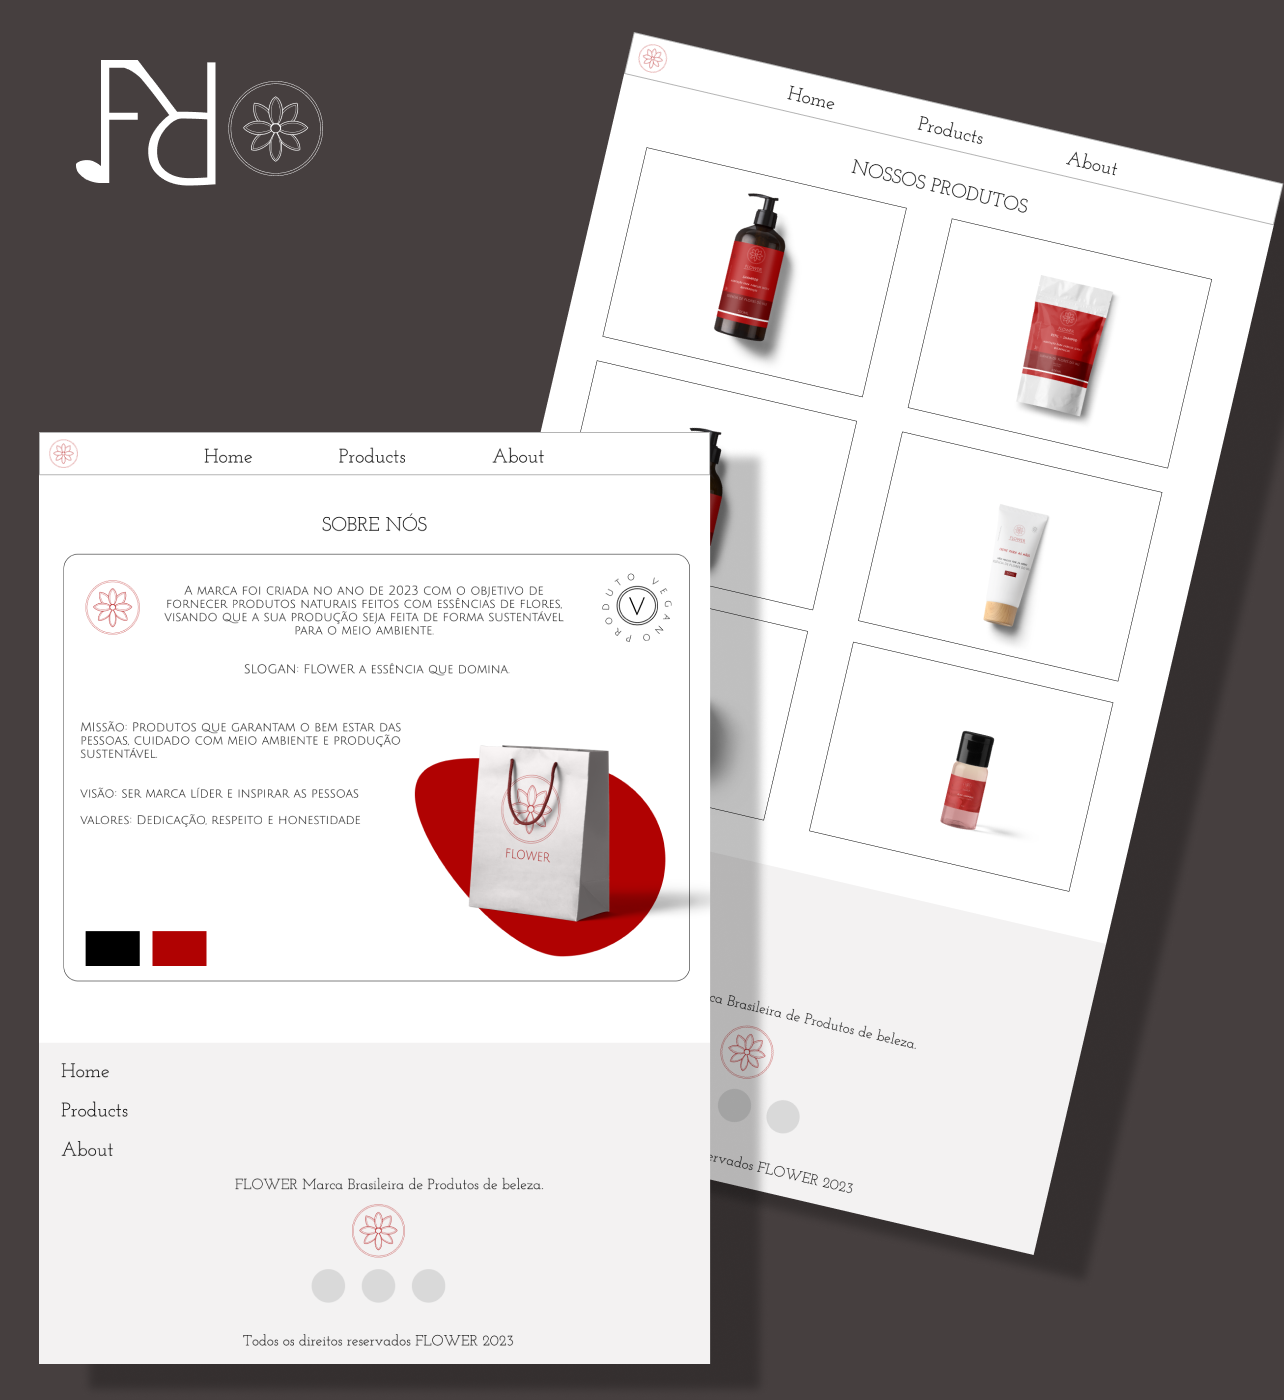 Home
Products
About
NOSSOS PRODUTOS
FLOWER
Home
Products
About
SOBRE NÓS
A MARCA FOI CRIADA NO ANO DE 2023 COM O OBJETIVO DE
FORNECER PRODUTOS NATURAIS FEITOS COM ESSÊNCIAS DE FLORES,
VISANDO QUE A SUA PRODUÇÃO SEJA FEITA DE FORMA SUSTENTÁVEL
PARA O MEIO AMBIENTE.
PRODUTO VEGANO
V
SLOGAN: FLOWER A ESSÊNCIA QUE DOMINA.
MISSÃO: PRODUTOS QUE GARANTAM O BEM ESTAR DAS
PESSOAS, CUIDADO COM MEIO AMBIENTE E PRODUÇÃO
SUSTENTÁVEL.
VISÃO: SER MARCA LÍDER E INSPIRAR AS PESSOAS
VALORES: DEDICAÇÃO, RESPEITO E HONESTIDADE
FLOWER
Home
Products
About
FLOWER Marca Brasileira de Produtos de beleza.
Todos os direitos reservados FLOWER 2023
ca Brasileira de Produtos de beleza.
ervados FLOWER 2023